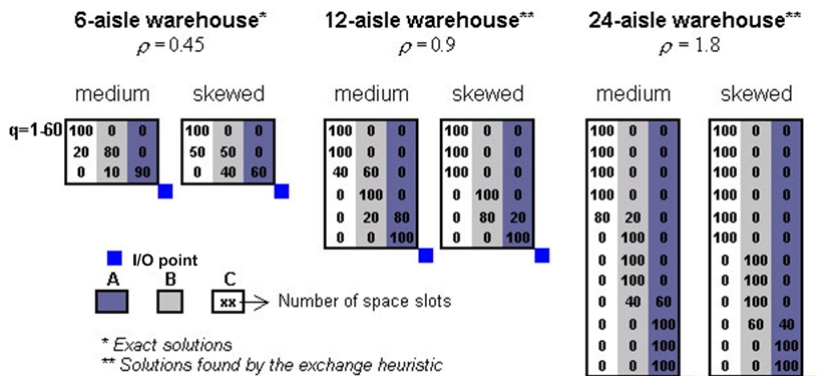 6-aisle warehouse* 12-aisle warehouse** 24-aisle warehouse**
ρ = 0.45 ρ = 0.9 ρ = 1.8
medium skewed medium skewed medium skewed
q=1-60
100 0 0
20 80 0
0 10 90
100 0 0
50 50 0
0 40 60
100 0 0
100 0 0
40 60 0
0 100 0
0 20 80
0 0 100
100 0 0
100 0 0
100 0 0
0 100 0
0 80 20
0 0 100
100 0 0
100 0 0
100 0 0
100 0 0
80 20 0
0 100 0
0 100 0
0 100 0
0 40 60
0 0 100
0 0 100
0 0 100
100 0 0
100 0 0
100 0 0
100 0 0
100 0 0
100 0 0
0 100 0
0 100 0
0 100 0
0 60 40
0 0 100
0 0 100
I/O point
A B C
xx Number of space slots
* Exact solutions
** Solutions found by the exchange heuristic